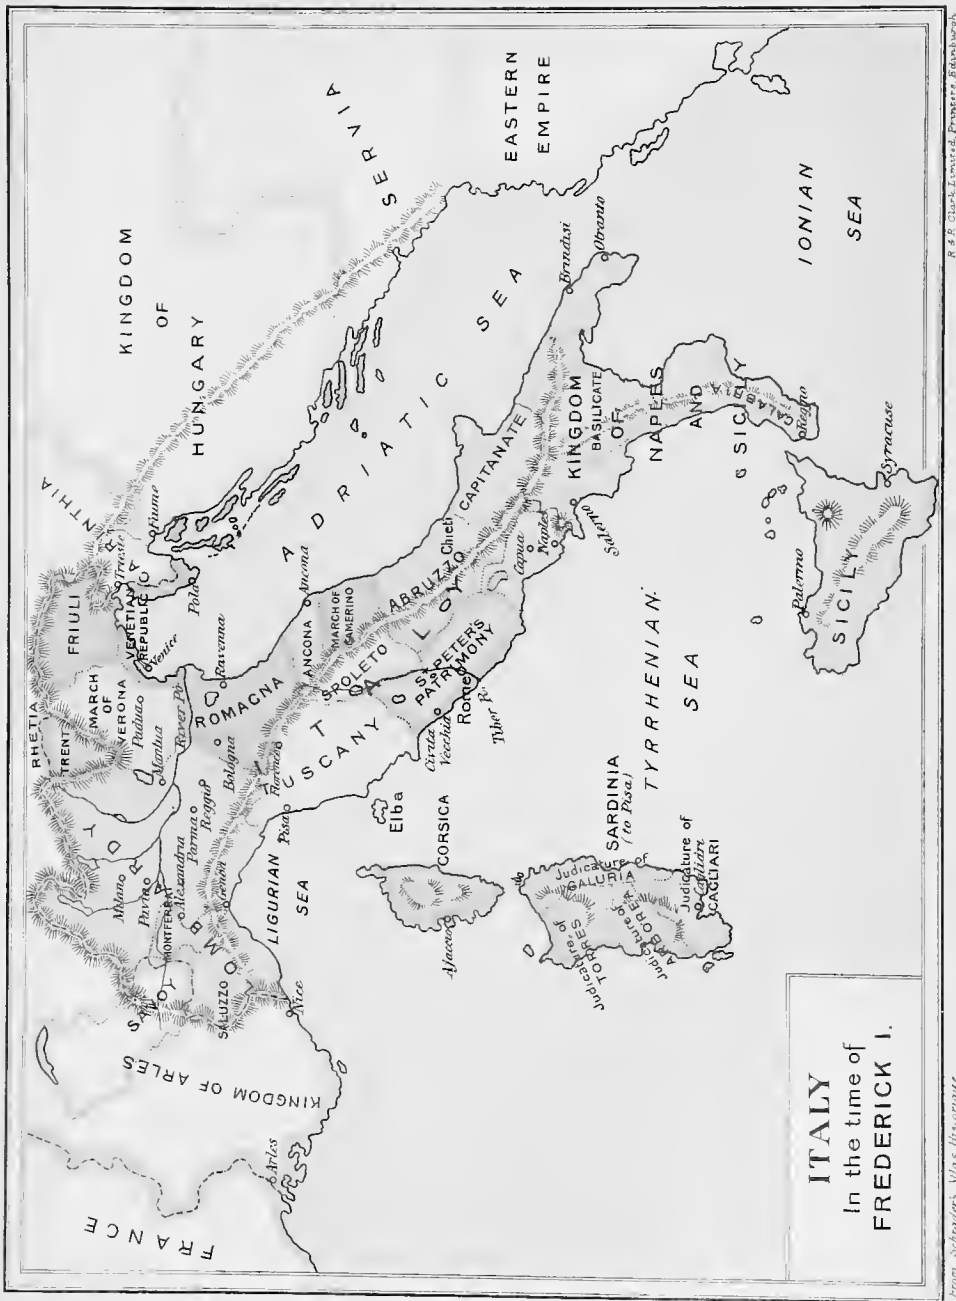 ITALY
In the time of
FREDERICK I.
FRANCE
KINGDOM OF ARLES
Arles
Nice
SAVOY
SALUZZO
MONTFERRAT
LOMBARDY
Milano
Pavia
Alexandria
Genoa
Parma
Reggio
RHETIA
TRENT
MARCH
OF
VERONA
Padua
Mantua
River Po
FRIULI
CARINTHIA
VENETIAN
REPUBLIC
Venice
Trieste
Fiume
Pola
KINGDOM
OF
HUNGARY
SERVIA
EASTERN
EMPIRE
ADRIATIC SEA
ROMAGNA
Ravenna
Bologna
Florence
Pisa
TUSCANY
ITALY
ANCONA
Ancona
MARCH OF
CAMERINO
SPOLETO
ST PETER'S
PATRIMONY
Rome
Tiber R.
Civita
Vecchia
ABRUZZO
Chieti
CAPITANATE
Capua
Naples
Salerno
KINGDOM
BASILICATE
OF
NAPLES
AND
SICILY
CALABRIA
Reggio
Brindisi
Otranto
IONIAN
SEA
LIGURIAN
SEA
Elba
CORSICA
Ajaccio
SARDINIA
(to Pisa)
Judicature of
GALURIA
Judicature of
TORRES
Judicature of
ARBOREA
Judicature of
CAGLIARI
Cagliari
TYRRHENIAN
SEA
Palermo
SICILY
Syracuse
R & R. Clark Limited, Printers, Edinburgh